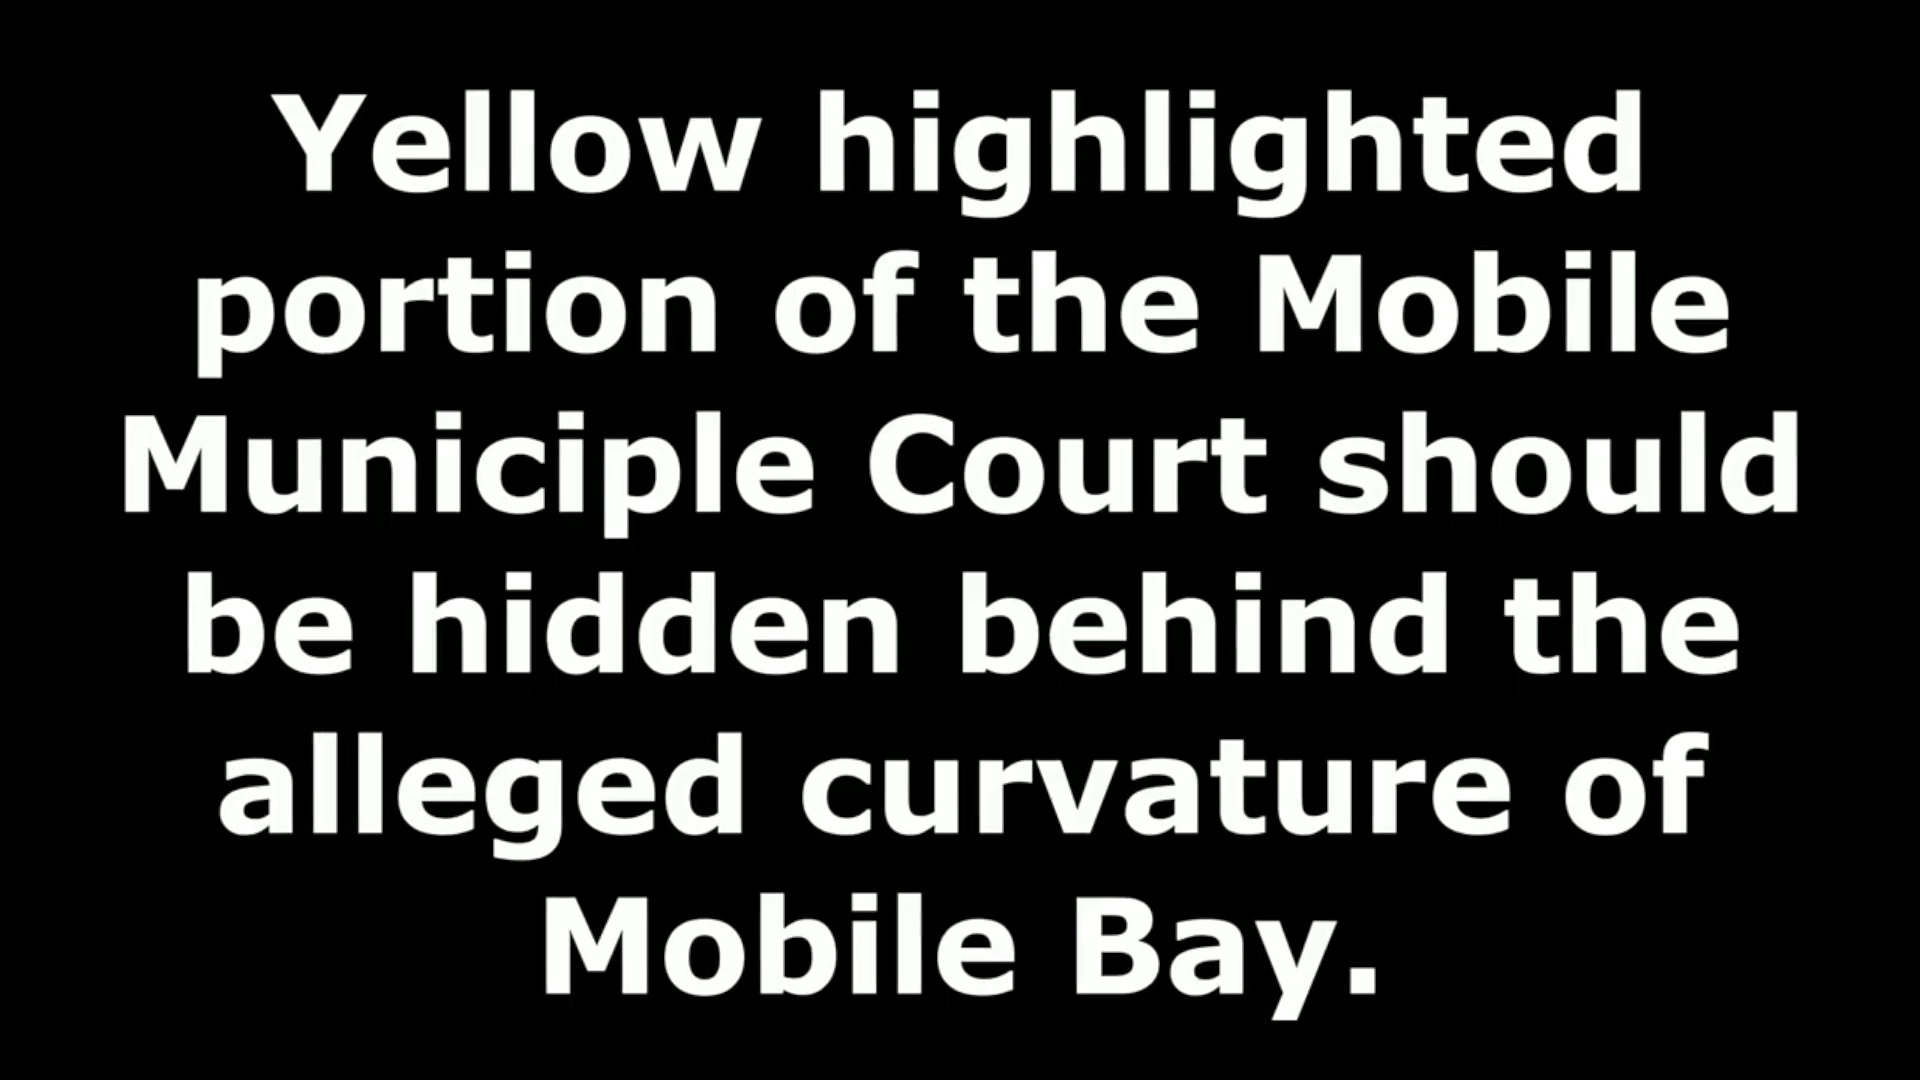 Yellow highlighted
portion of the Mobile
Municiple Court should
be hidden behind the
alleged curvature of
Mobile Bay.